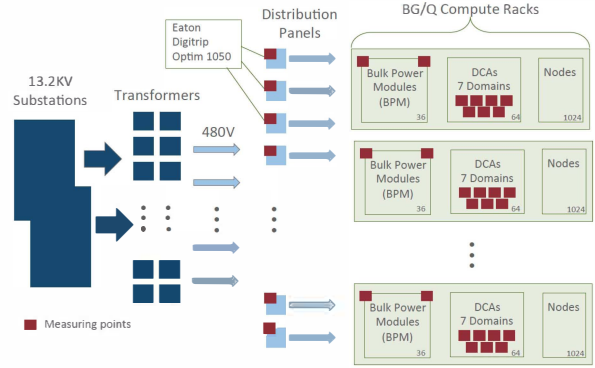 Distribution
Panels
BG/Q Compute Racks
Eaton
Digitrip
Optim 1050
13.2KV
Substations
Transformers
480V
Bulk Power
Modules
(BPM)
36
DCAs
7 Domains
64
Nodes
1024
Bulk Power
Modules
(BPM)
36
DCAs
7 Domains
64
Nodes
1024
Bulk Power
Modules
(BPM)
36
DCAs
7 Domains
64
Nodes
1024
Measuring points